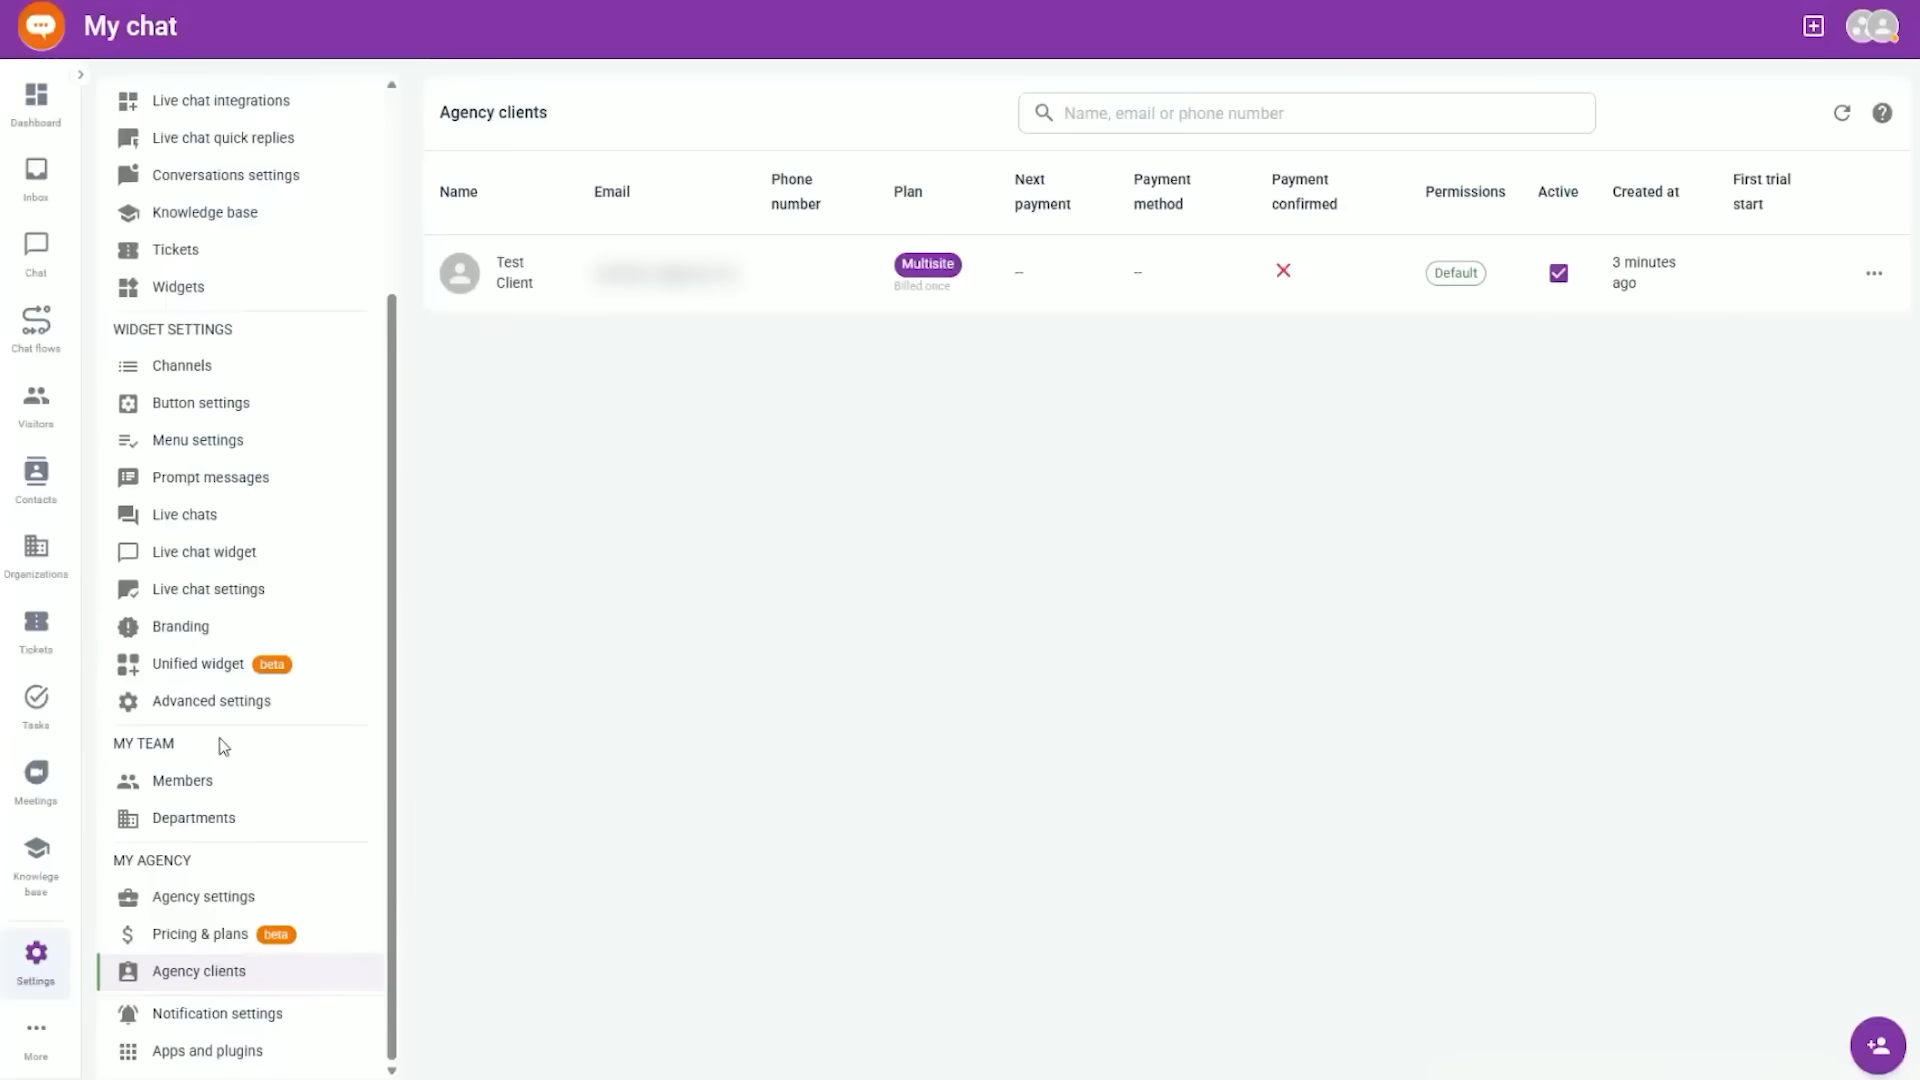 My chat
Dashboard
Inbox
Chat
Chat flows
Visitors
Contacts
Organizations
Tickets
Tasks
Meetings
Knowlege
base
Settings
More
Live chat integrations
Live chat quick replies
Conversations settings
Knowledge base
Tickets
Widgets
WIDGET SETTINGS
Channels
Button settings
Menu settings
Prompt messages
Live chats
Live chat widget
Live chat settings
Branding
Unified widget beta
Advanced settings
MY TEAM
Members
Departments
MY AGENCY
Agency settings
Pricing & plans beta
Agency clients
Notification settings
Apps and plugins
Agency clients
Name, email or phone number
Name
Email
Phone
number
Plan
Next
payment
Payment
method
Payment
confirmed
Permissions
Active
Created at
First trial
start
Test
Client
Multisite
Billed once
--
--
Default
3 minutes
ago